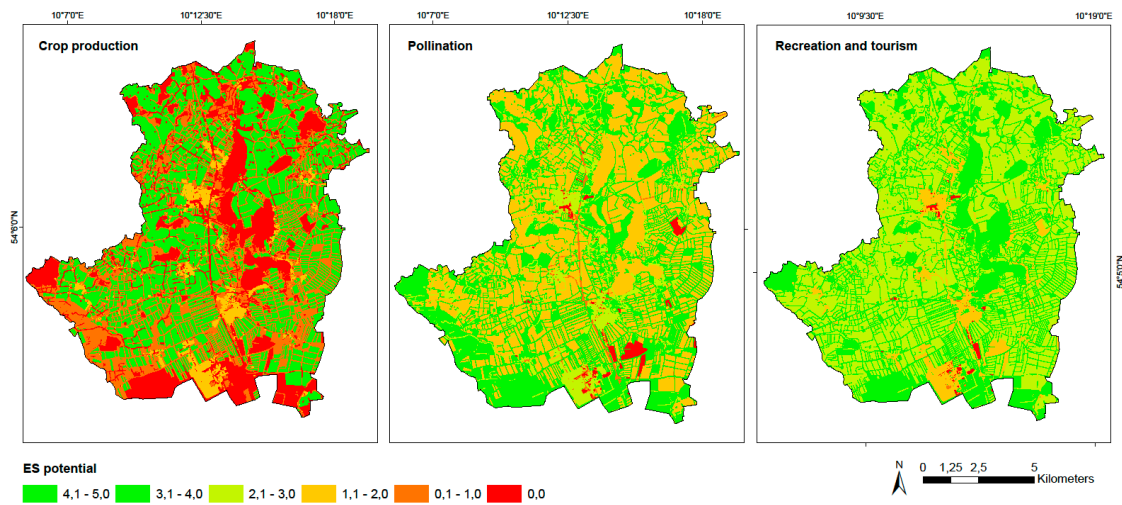 10°7'0"E 10°12'30"E 10°18'0"E 10°7'0"E 10°12'30"E 10°18'0"E 10°9'30"E 10°19'0"E
Crop production Pollination Recreation and tourism
54°6'0"N
54°5'0"N
ES potential
4,1 - 5,0 3,1 - 4,0 2,1 - 3,0 1,1 - 2,0 0,1 - 1,0 0,0
N
0 1,25 2,5 5
Kilometers